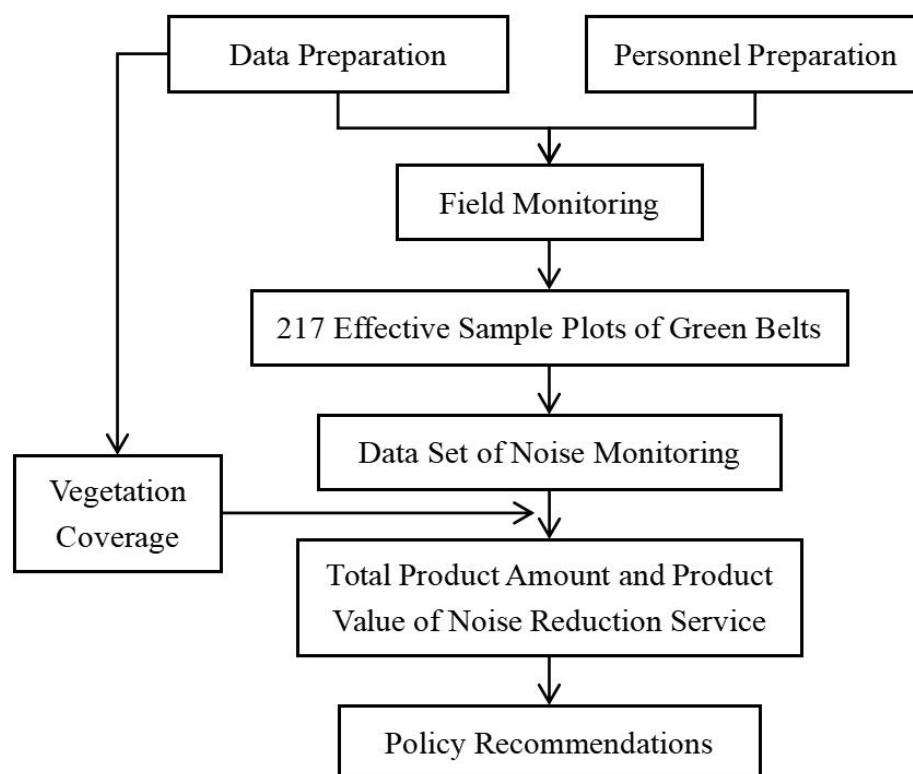 Data Preparation
Personnel Preparation
Field Monitoring
217 Effective Sample Plots of Green Belts
Data Set of Noise Monitoring
Vegetation
Coverage
Total Product Amount and Product
Value of Noise Reduction Service
Policy Recommendations